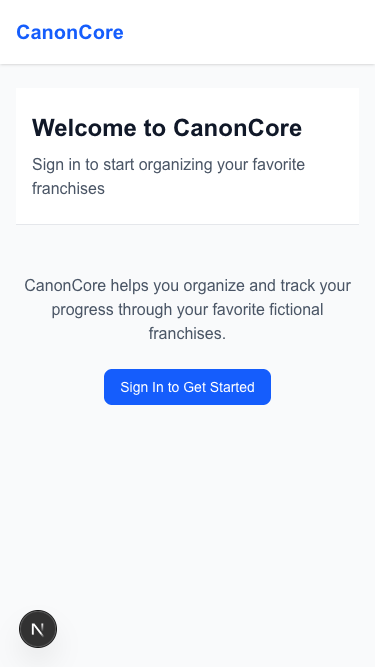 CanonCore
Welcome to CanonCore
Sign in to start organizing your favorite
franchises
CanonCore helps you organize and track your
progress through your favorite fictional
franchises.
Sign In to Get Started
N